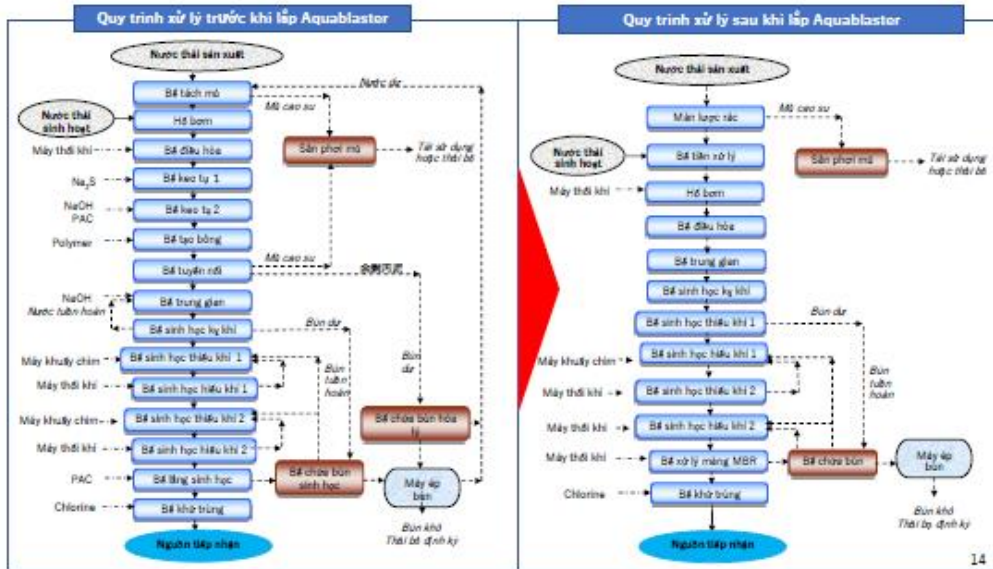 Quy trình xử lý trước khi lắp Aquablaster
Nước thải sản xuất
Bể tách mủ
Nước dư
Mủ cao su
Nước thải
sinh hoạt
Hố bơm
Máy thổi khí
Bể điều hòa
Sân phơi mủ
Tái sử dụng
hoặc thải bỏ
Na₂S
Bể keo tụ 1
NaOH
PAC
Bể keo tụ 2
Polymer
Bể tạo bông
Mủ cao su
Bể tuyển nổi
余剰汚泥
NaOH
Nước tuần hoàn
Bể trung gian
Bể sinh học kỵ khí
Bùn dư
Máy khuấy chìm
Bể sinh học thiếu khí 1
Bùn
tuần
hoàn
Bùn
dư
Máy thổi khí
Bể sinh học hiếu khí 1
Máy khuấy chìm
Bể sinh học thiếu khí 2
Bể chứa bùn hóa
lý
Máy thổi khí
Bể sinh học hiếu khí 2
PAC
Bể lắng sinh học
Bể chứa bùn
sinh học
Máy ép
bùn
Chlorine
Bể khử trùng
Bùn khô
Thải bỏ định kỳ
Nguồn tiếp nhận
Quy trình xử lý sau khi lắp Aquablaster
Nước thải sản xuất
Mủ cao su
Màn lược rác
Nước thải
sinh hoạt
Bể tiền xử lý
Sân phơi mủ
Tái sử dụng
hoặc thải bỏ
Máy thổi khí
Hố bơm
Bể điều hòa
Bể trung gian
Bể sinh học kỵ khí
Bể sinh học thiếu khí 1
Bùn dư
Máy khuấy chìm
Bể sinh học hiếu khí 1
Bùn
tuần
hoàn
Máy thổi khí
Bể sinh học thiếu khí 2
Máy thổi khí
Bể sinh học hiếu khí 2
Máy thổi khí
Bể xử lý màng MBR
Bể chứa bùn
Máy ép
bùn
Chlorine
Bể khử trùng
Bùn khô
Thải bỏ định kỳ
Nguồn tiếp nhận
14